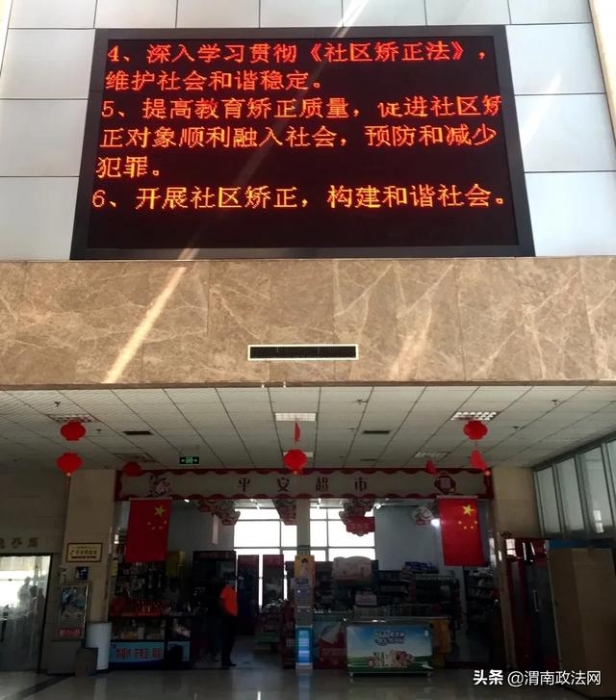 4、深入学习贯彻《社区矫正法》，
维护社会和谐稳定。
5、提高教育矫正质量，促进社区矫
正对象顺利融入社会，预防和减少
犯罪。
6、开展社区矫正，构建和谐社会。
平安超市
头条@渭南政法网